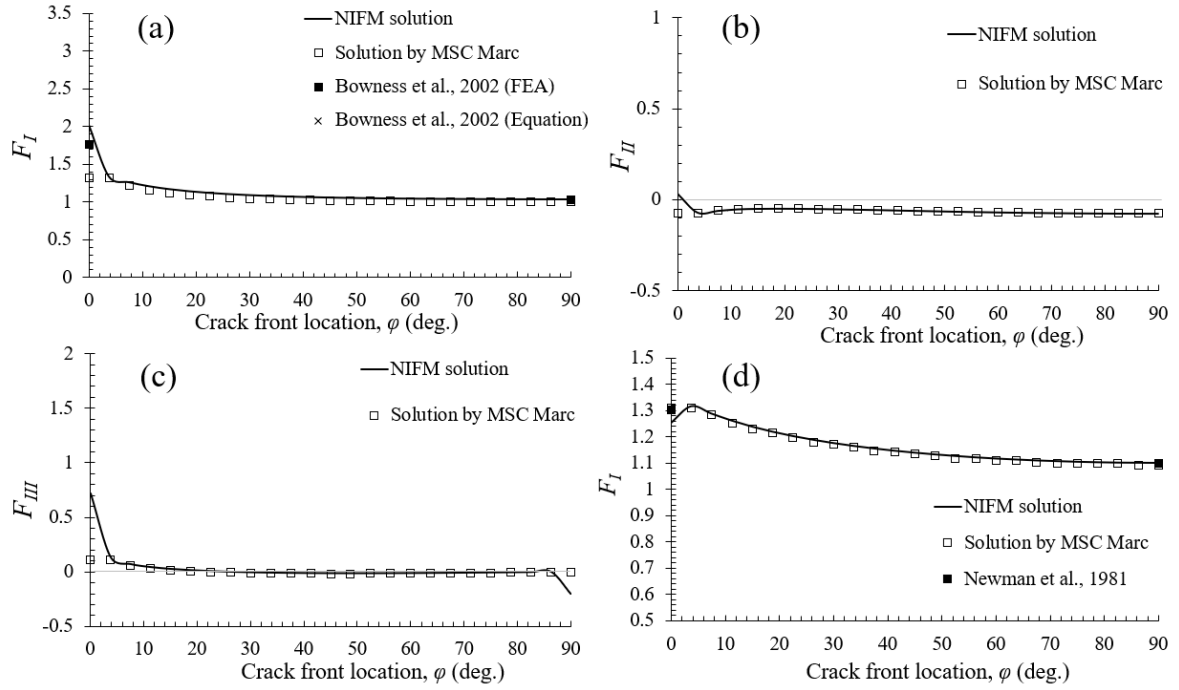 (a)
NIFM solution
Solution by MSC Marc
Bowness et al., 2002 (FEA)
Bowness et al., 2002 (Equation)
F_I
3.5
3
2.5
2
1.5
1
0.5
0
0 10 20 30 40 50 60 70 80 90
Crack front location, φ (deg.)
(b)
NIFM solution
Solution by MSC Marc
F_II
1
0.5
0
-0.5
0 10 20 30 40 50 60 70 80 90
Crack front location, φ (deg.)
(c)
NIFM solution
Solution by MSC Marc
F_III
2
1.5
1
0.5
0
-0.5
0 10 20 30 40 50 60 70 80 90
Crack front location, φ (deg.)
(d)
NIFM solution
Solution by MSC Marc
Newman et al., 1981
F_I
1.5
1.4
1.3
1.2
1.1
1
0.9
0.8
0.7
0.6
0.5
0 10 20 30 40 50 60 70 80 90
Crack front location, φ (deg.)